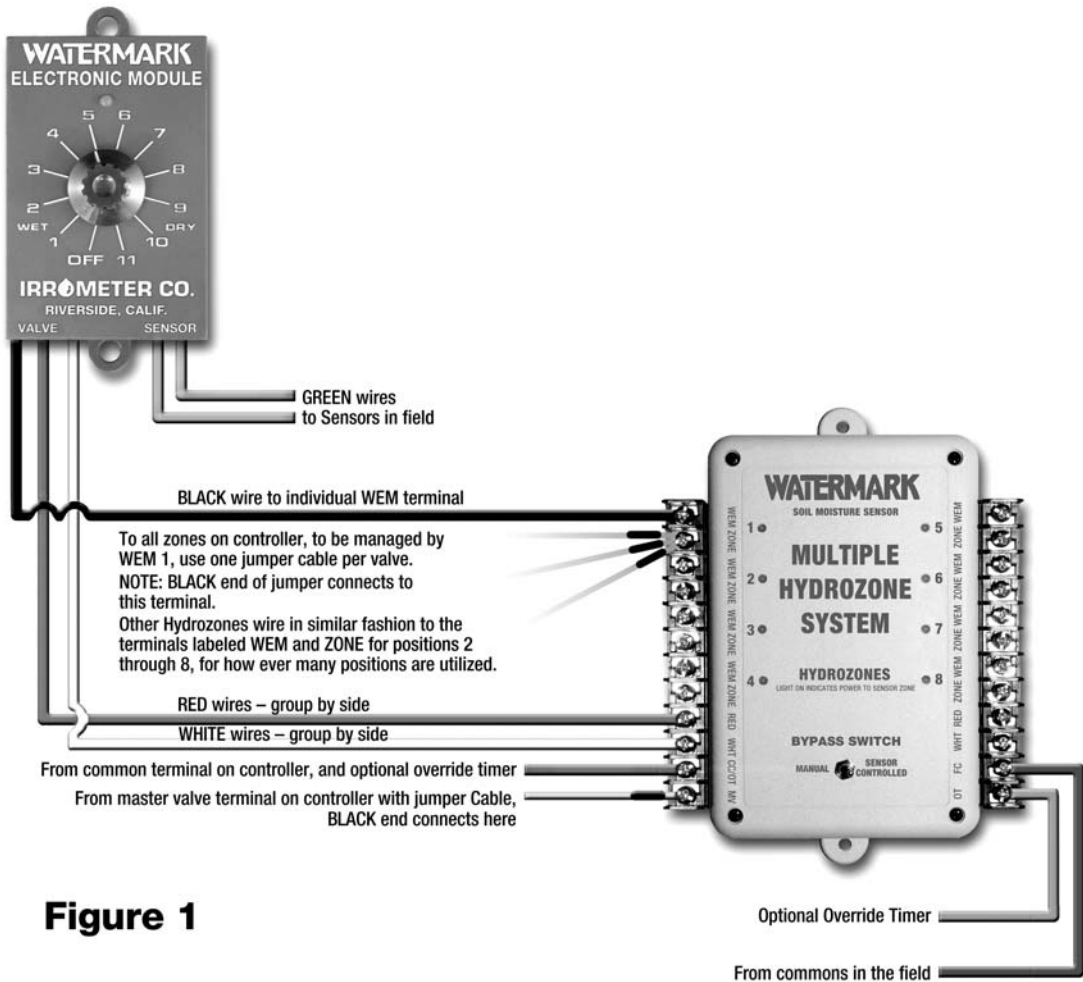 WATERMARK
ELECTRONIC MODULE
5 6
4 7
3 8
2 9
WET DRY
1 10
OFF 11
IRROMETER CO.
RIVERSIDE, CALIF.
VALVE SENSOR
GREEN wires
to Sensors in field
BLACK wire to individual WEM terminal
To all zones on controller, to be managed by
WEM 1, use one jumper cable per valve.
NOTE: BLACK end of jumper connects to
this terminal.
Other Hydrozones wire in similar fashion to the
terminals labeled WEM and ZONE for positions 2
through 8, for how ever many positions are utilized.
RED wires – group by side
WHITE wires – group by side
From common terminal on controller, and optional override timer
From master valve terminal on controller with jumper Cable,
BLACK end connects here
WATERMARK
SOIL MOISTURE SENSOR
MULTIPLE
HYDROZONE
SYSTEM
1 5
2 6
3 7
4 8
HYDROZONES
LIGHT ON INDICATES POWER TO SENSOR ZONE
BYPASS SWITCH
MANUAL SENSOR
CONTROLLED
WEM ZONE WEM ZONE WEM ZONE WEM ZONE RED WHT CC/OT MV
WEM ZONE WEM ZONE WEM ZONE WEM ZONE RED WHT FC OT
Optional Override Timer
From commons in the field
Figure 1